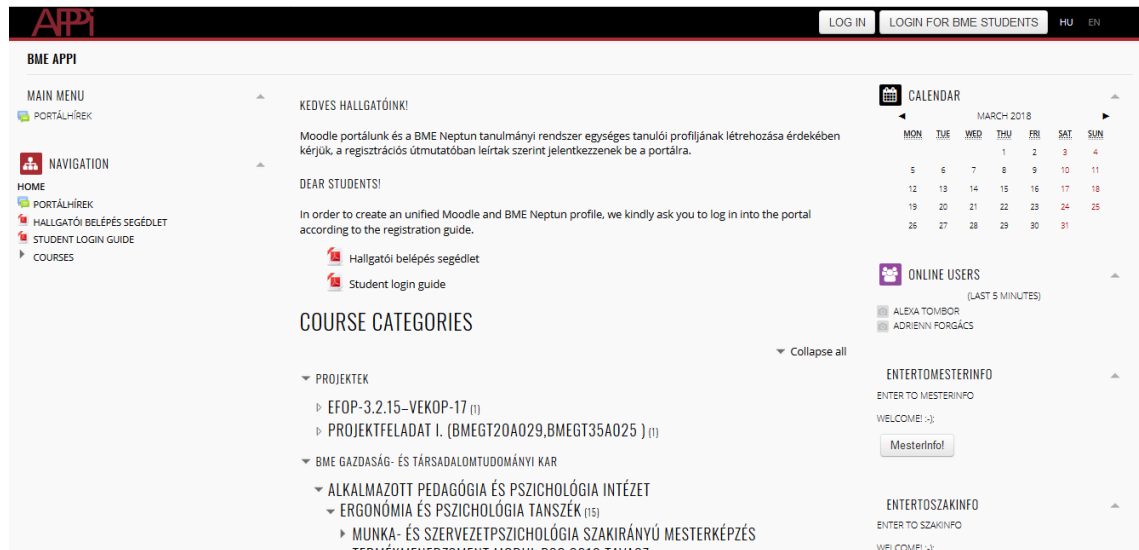 APPi
LOG IN
LOGIN FOR BME STUDENTS
HU EN
BME APPI
MAIN MENU
PORTÁLHÍREK
NAVIGATION
HOME
PORTÁLHÍREK
HALLGATÓI BELÉPÉS SEGÉDLET
STUDENT LOGIN GUIDE
COURSES
KEDVES HALLGATÓINK!
Moodle portálunk és a BME Neptun tanulmányi rendszer egységes tanulói profiljának létrehozása érdekében
kérjük, a regisztrációs útmutatóban leírtak szerint jelentkezzenek be a portálra.
DEAR STUDENTS!
In order to create an unified Moodle and BME Neptun profile, we kindly ask you to log in into the portal
according to the registration guide.
Hallgatói belépés segédlet
Student login guide
COURSE CATEGORIES
Collapse all
PROJEKTEK
EFOP-3.2.15–VEKOP-17 (1)
PROJEKTFELADAT I. (BMEGT20A029,BMEGT35A025 ) (1)
BME GAZDASÁG- ÉS TÁRSADALOMTUDOMÁNYI KAR
ALKALMAZOTT PEDAGÓGIA ÉS PSZICHOLÓGIA INTÉZET
ERGONÓMIA ÉS PSZICHOLÓGIA TANSZÉK (15)
MUNKA- ÉS SZERVEZETPSZICHOLÓGIA SZAKIRÁNYÚ MESTERKÉPZÉS
CALENDAR
MARCH 2018
MON TUE WED THU FRI SAT SUN
1 2 3 4
5 6 7 8 9 10 11
12 13 14 15 16 17 18
19 20 21 22 23 24 25
26 27 28 29 30 31
ONLINE USERS
(LAST 5 MINUTES)
ALEXA TOMBOR
ADRIENN FORGÁCS
ENTERTOMESTERINFO
ENTER TO MESTERINFO
WELCOME! :-);
MesterInfo!
ENTERTOSZAKINFO
ENTER TO SZAKINFO
WELCOME! :-);